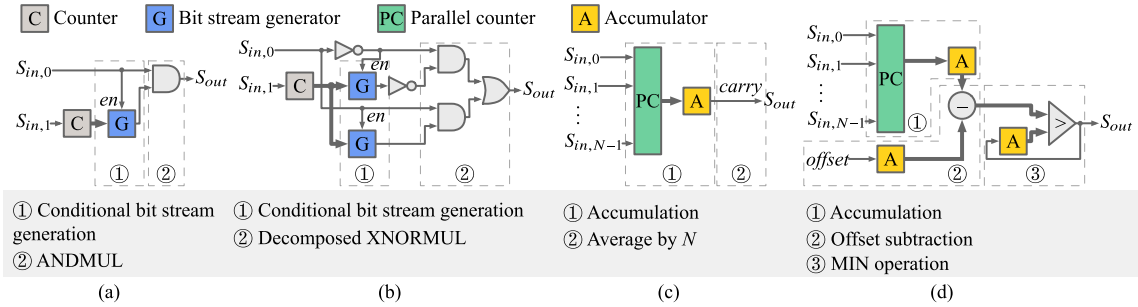 C Counter G Bit stream generator PC Parallel counter A Accumulator
S_in,0
en
S_in,1
C
G
S_out
①
②
① Conditional bit stream
generation
② ANDMUL
(a)
S_in,0
en
S_in,1
C
G
en
G
S_out
①
②
① Conditional bit stream generation
② Decomposed XNORMUL
(b)
S_in,0
S_in,1
⋮
S_in,N−1
PC
A
carry
S_out
①
②
① Accumulation
② Average by N
(c)
S_in,0
S_in,1
⋮
S_in,N−1
PC
A
①
−
offset
A
②
>
A
S_out
③
① Accumulation
② Offset subtraction
③ MIN operation
(d)